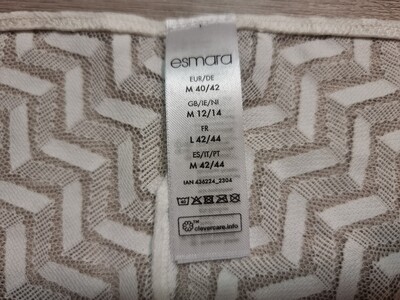 esmara
EUR/DE
M 40/42
GB/IE/NI
M 12/14
FR
L 42/44
ES/IT/PT
M 42/44
IAN 436224_2304
clevercare.info